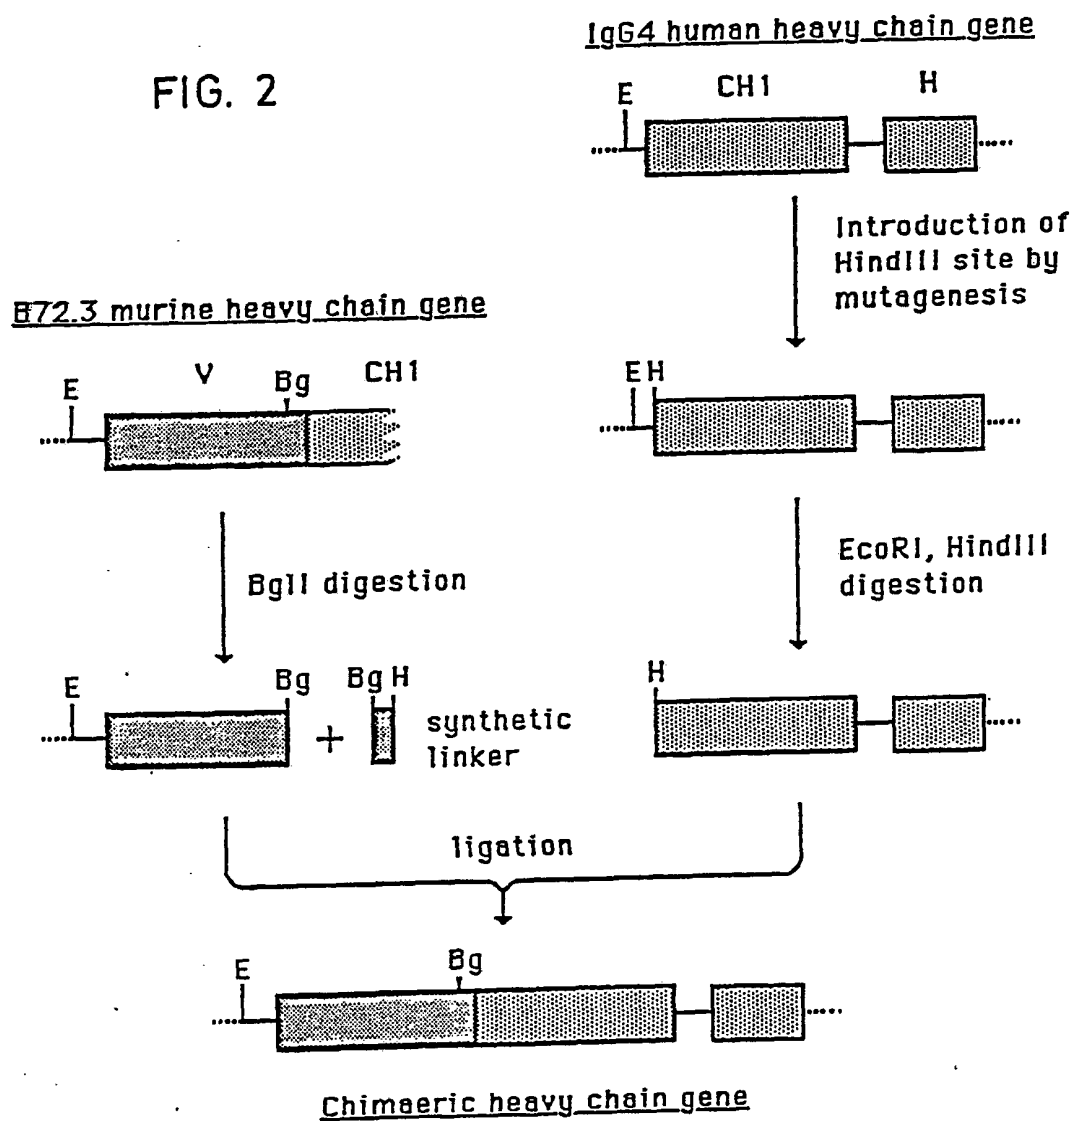 IgG4 human heavy chain gene
FIG. 2
E CH1 H
Introduction of
HindIII site by
mutagenesis
B72.3 murine heavy chain gene
E V Bg CH1
E H
BglI digestion
EcoRI, HindIII
digestion
E Bg Bg H
+ synthetic
linker
H
ligation
E Bg
Chimaeric heavy chain gene